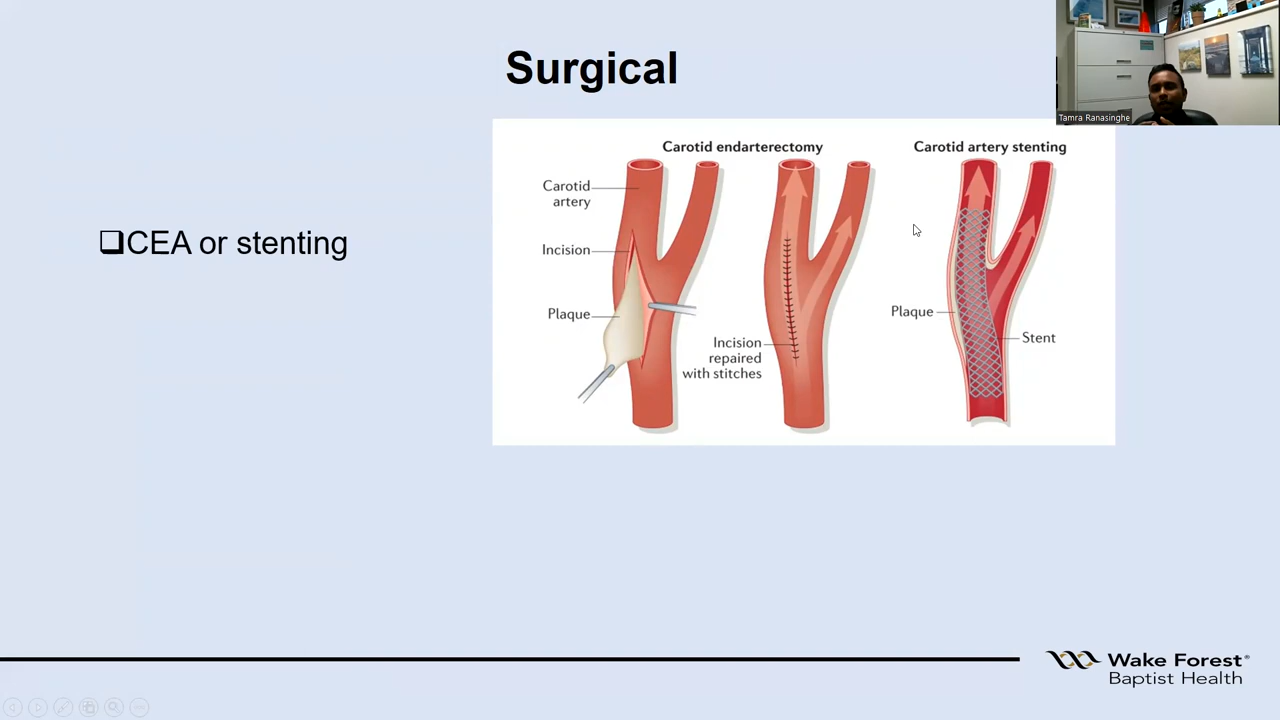 Surgical
Tamra Ranasinghe
CEA or stenting
Carotid endarterectomy
Carotid
artery
Incision
Plaque
Incision
repaired
with stitches
Carotid artery stenting
Plaque
Stent
Wake Forest®
Baptist Health